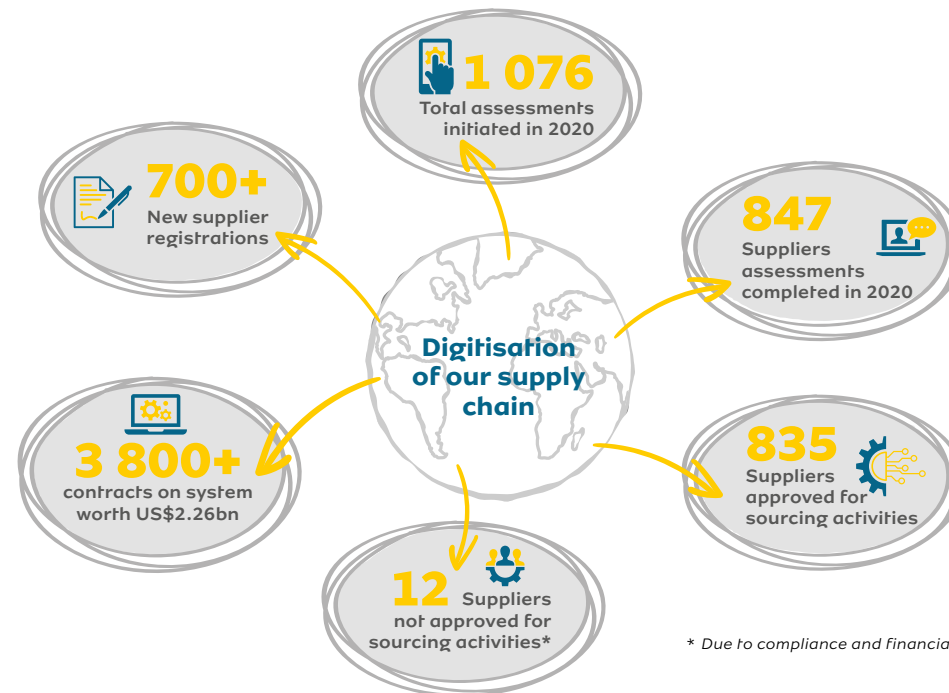 1 076
Total assessments
initiated in 2020
700+
New supplier
registrations
847
Suppliers
assessments
completed in 2020
Digitisation
of our supply
chain
3 800+
contracts on system
worth US$2.26bn
835
Suppliers
approved for
sourcing activities
12 Suppliers
not approved for
sourcing activities*
* Due to compliance and financia